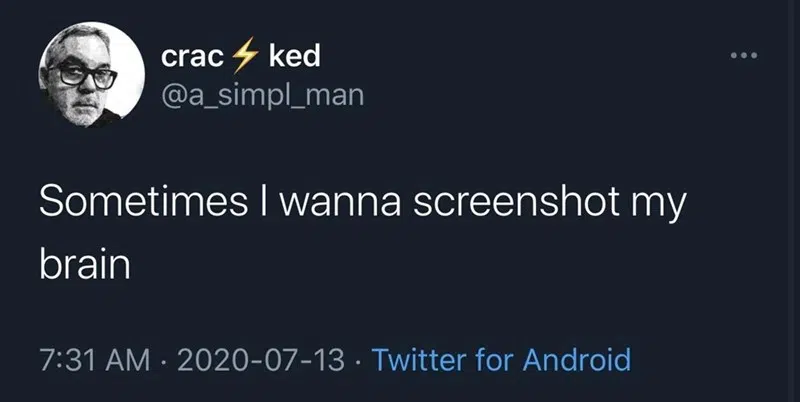 crac⚡ked
@a_simpl_man
Sometimes I wanna screenshot my
brain
7:31 AM · 2020-07-13 · Twitter for Android